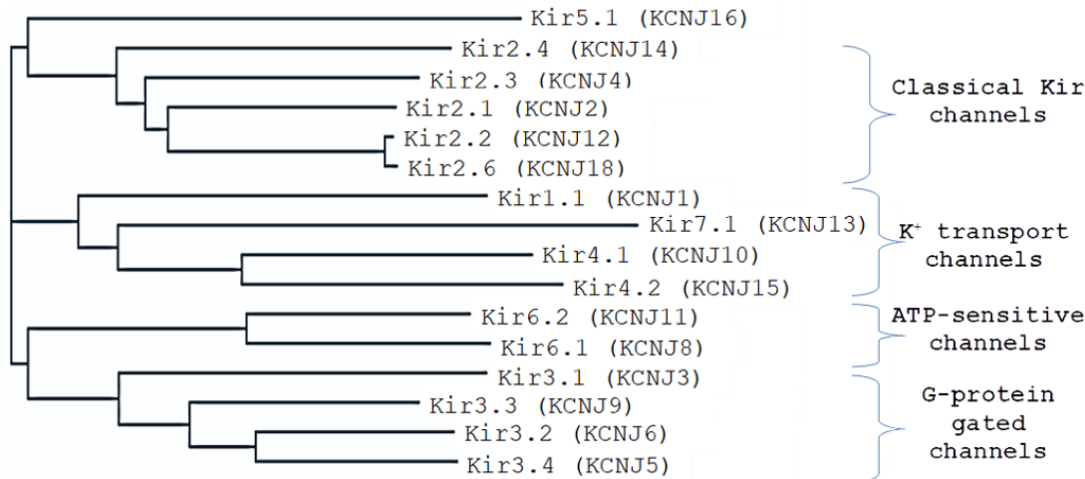 Kir5.1 (KCNJ16)
Kir2.4 (KCNJ14)
Kir2.3 (KCNJ4)
Kir2.1 (KCNJ2)
Kir2.2 (KCNJ12)
Kir2.6 (KCNJ18)
Classical Kir
channels
Kir1.1 (KCNJ1)
Kir7.1 (KCNJ13)
Kir4.1 (KCNJ10)
Kir4.2 (KCNJ15)
K⁺ transport
channels
Kir6.2 (KCNJ11)
Kir6.1 (KCNJ8)
ATP-sensitive
channels
Kir3.1 (KCNJ3)
Kir3.3 (KCNJ9)
Kir3.2 (KCNJ6)
Kir3.4 (KCNJ5)
G-protein
gated
channels